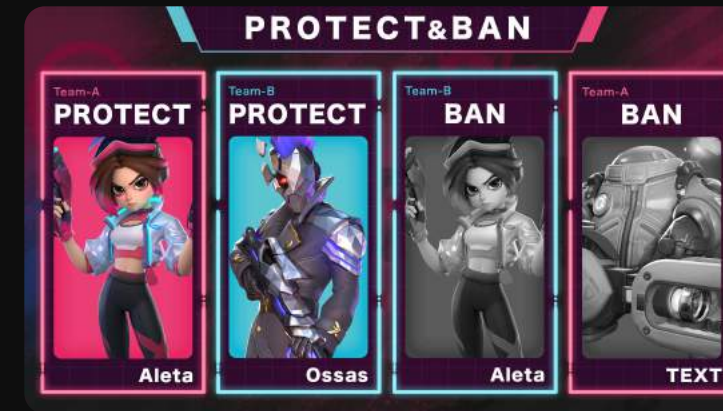 PROTECT&BAN
Team-A
PROTECT
Aleta
Team-B
PROTECT
Ossas
Team-B
BAN
Aleta
Team-A
BAN
TEXT